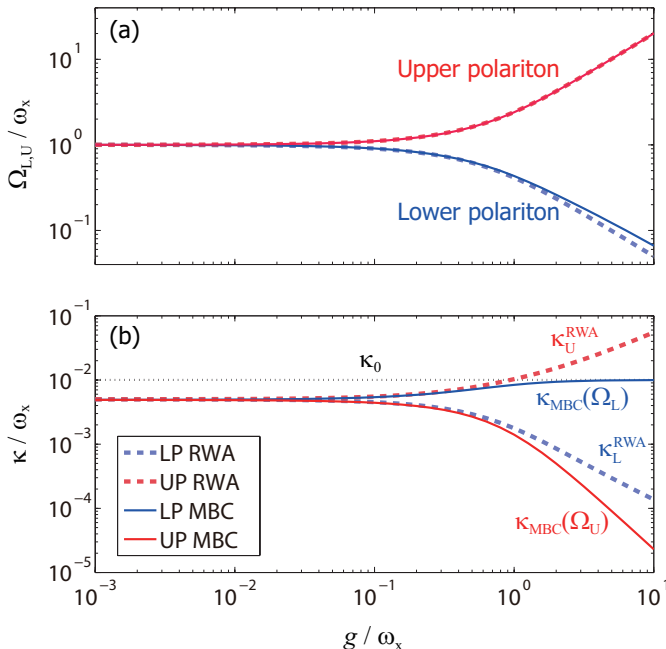 (a)
10¹
10⁰
10⁻¹
Ω_L,U / ω_x
Upper polariton
Lower polariton
(b)
10⁻¹
10⁻²
10⁻³
10⁻⁴
10⁻⁵
κ / ω_x
κ₀
κ_U^RWA
κ_MBC(Ω_L)
κ_L^RWA
κ_MBC(Ω_U)
LP RWA
UP RWA
LP MBC
UP MBC
10⁻³ 10⁻² 10⁻¹ 10⁰ 10¹
g / ω_x